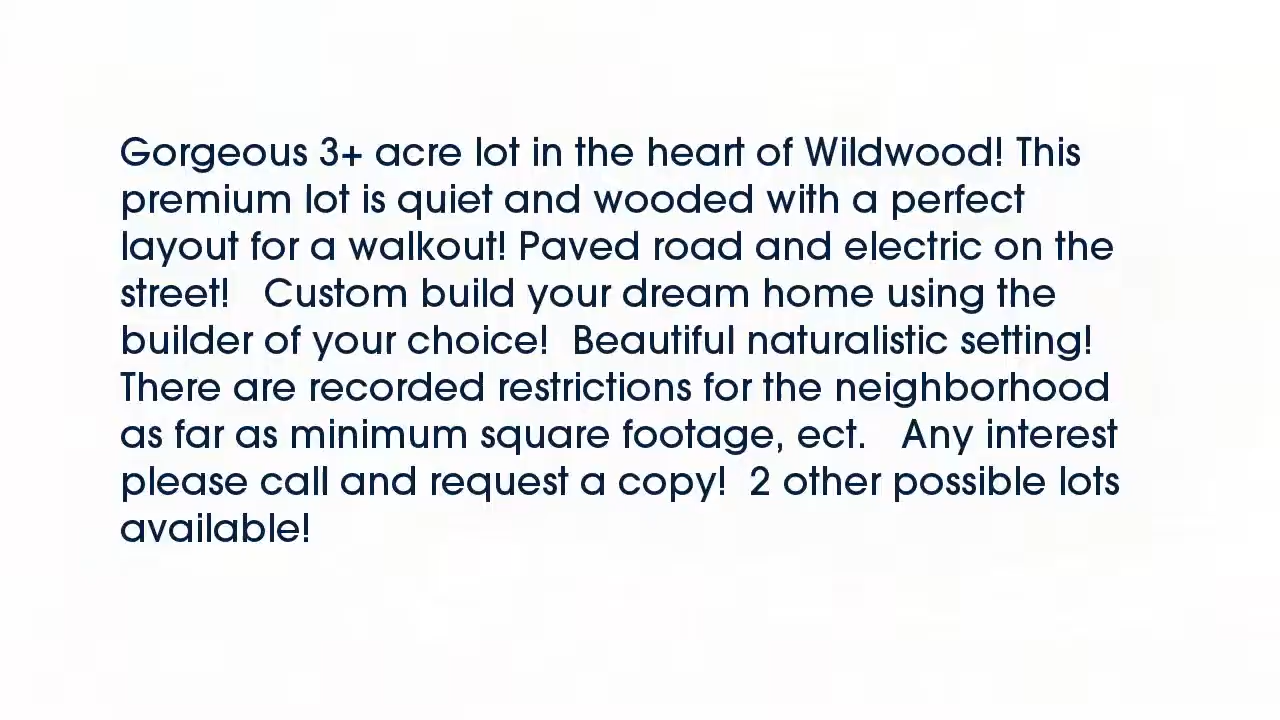 Gorgeous 3+ acre lot in the heart of Wildwood! This
premium lot is quiet and wooded with a perfect
layout for a walkout! Paved road and electric on the
street!   Custom build your dream home using the
builder of your choice!  Beautiful naturalistic setting!
There are recorded restrictions for the neighborhood
as far as minimum square footage, ect.   Any interest
please call and request a copy!  2 other possible lots
available!